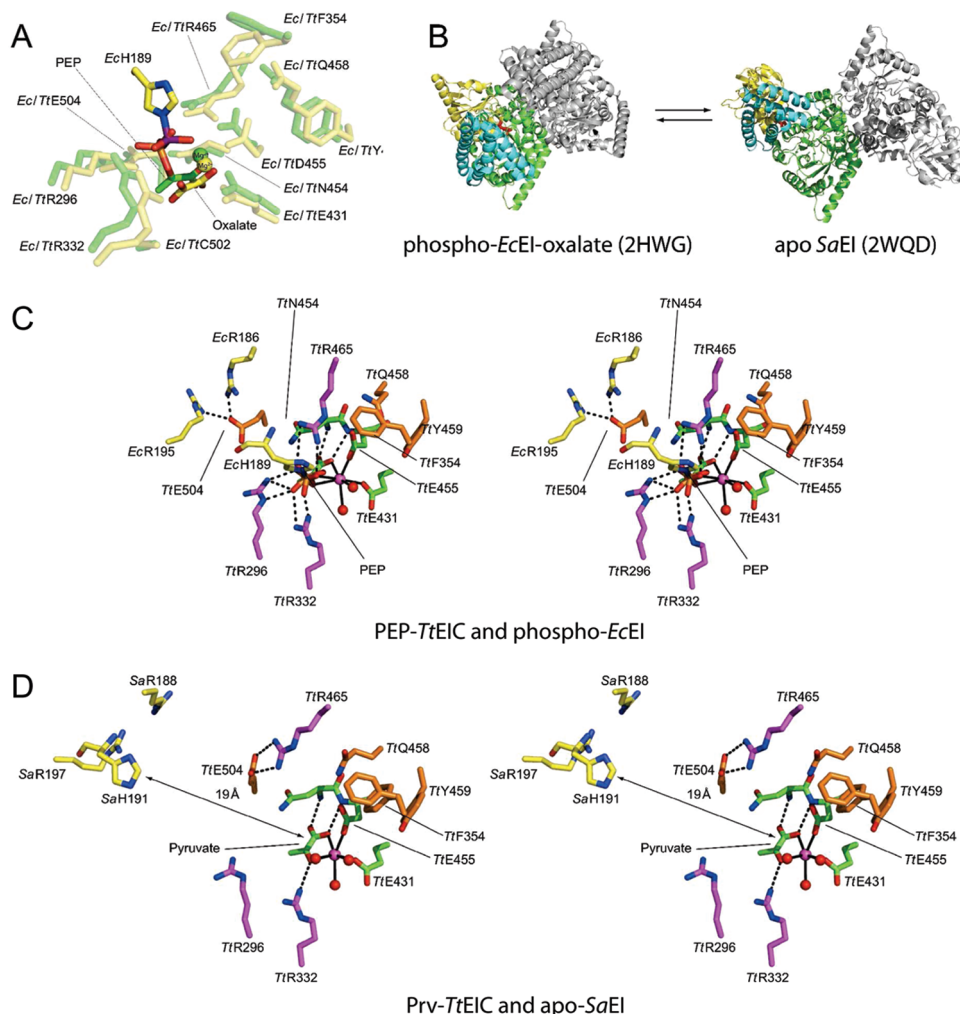 A
Ec/TtF354
Ec/TtR465
EcH189
PEP
Ec/TtQ458
Ec/TtE504
Ec/TtY
Ec/TtD455
Ec/TtR296
Ec/TtN454
Oxalate
Ec/TtE431
Ec/TtR332
Ec/TtC502
B
phospho-EcEI-oxalate (2HWG)
apo SaEI (2WQD)
C
TtN454
EcR186
TtR465
TtQ458
EcR195
EcH189
TtY459
TtE504
TtF354
TtE455
TtE431
TtR296
PEP
TtR332
TtN454
EcR186
TtR465
TtQ458
EcR195
EcH189
TtY459
TtE504
TtF354
TtE455
TtE431
TtR296
PEP
TtR332
PEP-TtEIC and phospho-EcEI
D
SaR188
TtR465
SaR197
TtE504
TtQ458
SaH191
19Å
TtY459
TtF354
Pyruvate
TtE455
TtE431
TtR296
TtR332
SaR188
TtR465
SaR197
TtE504
TtQ458
SaH191
19Å
TtY459
TtF354
Pyruvate
TtE455
TtE431
TtR296
TtR332
Prv-TtEIC and apo-SaEI